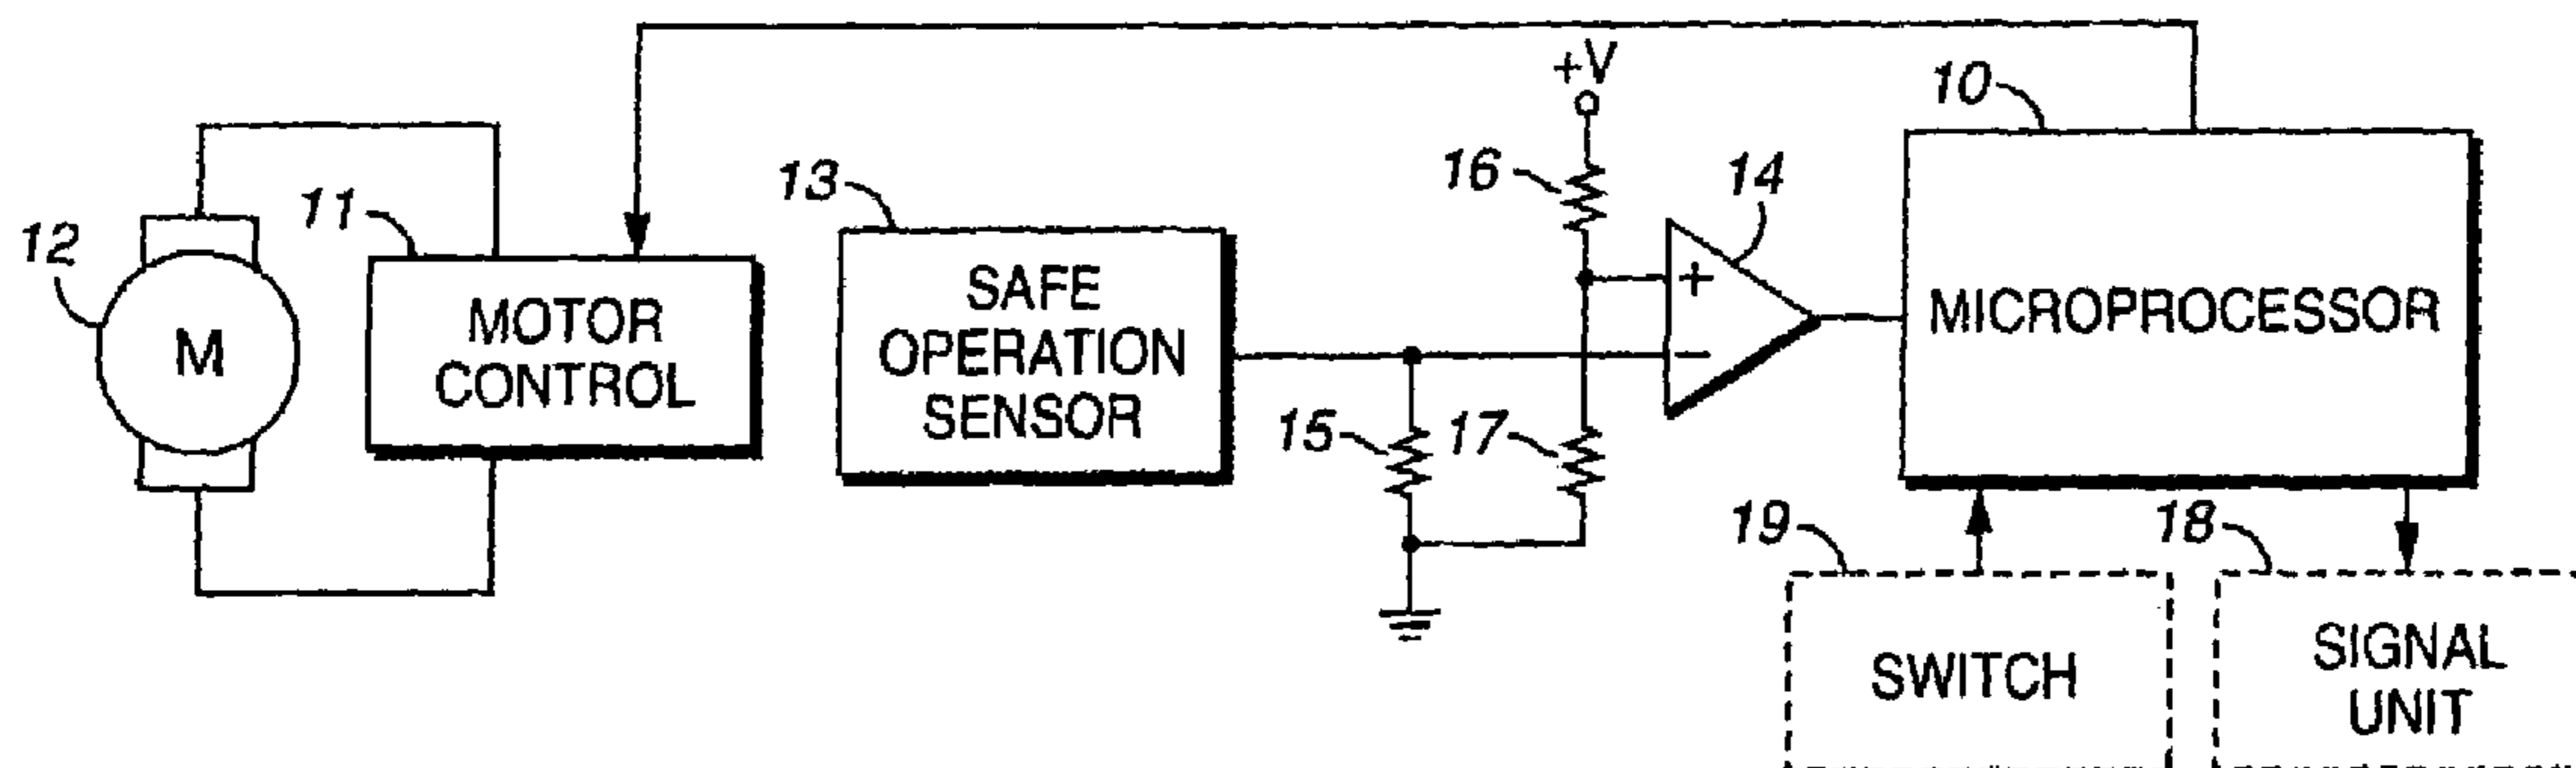 +V
10
16
14
13
11
12
M
MOTOR
CONTROL
SAFE
OPERATION
SENSOR
+
−
MICROPROCESSOR
15
17
19
18
SWITCH
SIGNAL
UNIT